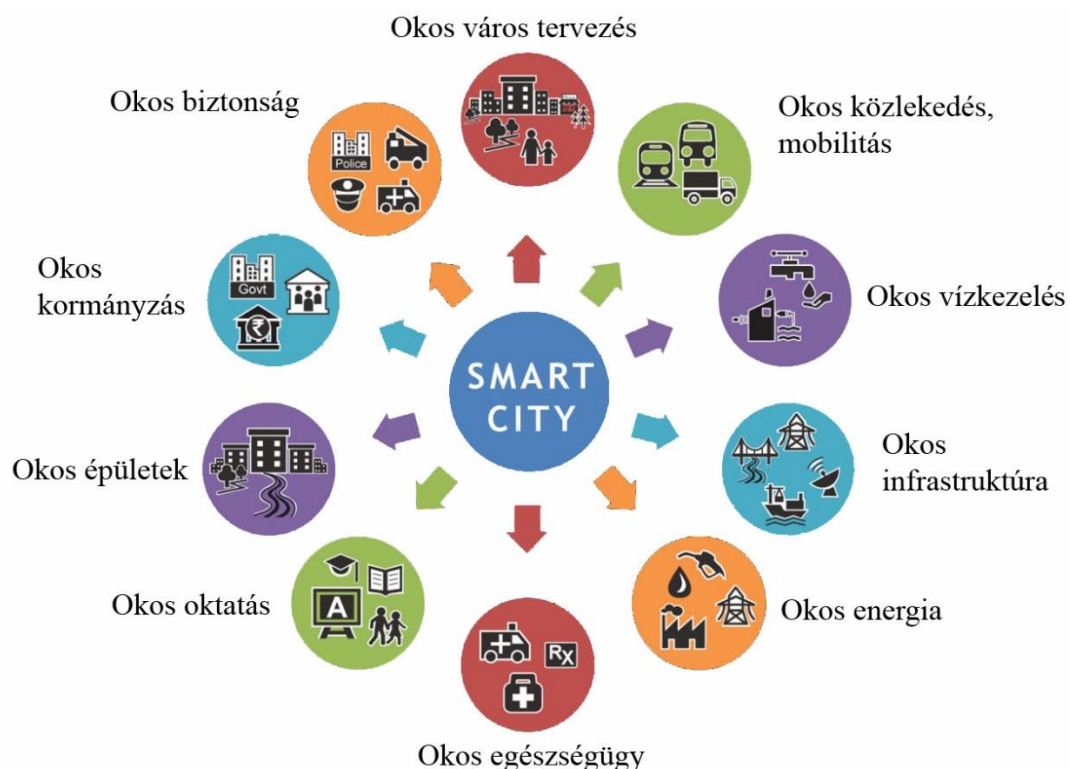 Okos város tervezés
Okos biztonság
Police
Okos közlekedés,
mobilitás
Okos
kormányzás
Govt
₹
Okos vízkezelés
SMART
CITY
Okos épületek
Okos
infrastruktúra
Okos oktatás
A
Okos energia
Rx
Okos egészségügy